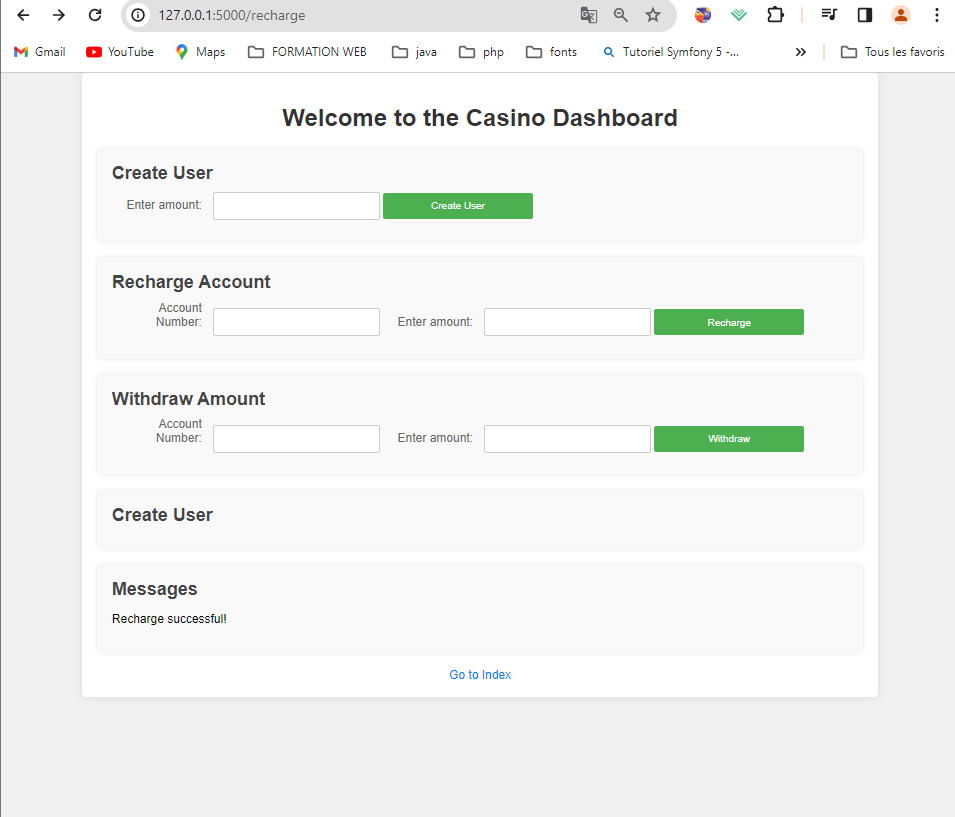 127.0.0.1:5000/recharge
Gmail YouTube Maps FORMATION WEB java php fonts Tutoriel Symfony 5 -... » Tous les favoris
Welcome to the Casino Dashboard
Create User
Enter amount: Create User
Recharge Account
Account
Number: Enter amount: Recharge
Withdraw Amount
Account
Number: Enter amount: Withdraw
Create User
Messages
Recharge successful!
Go to Index